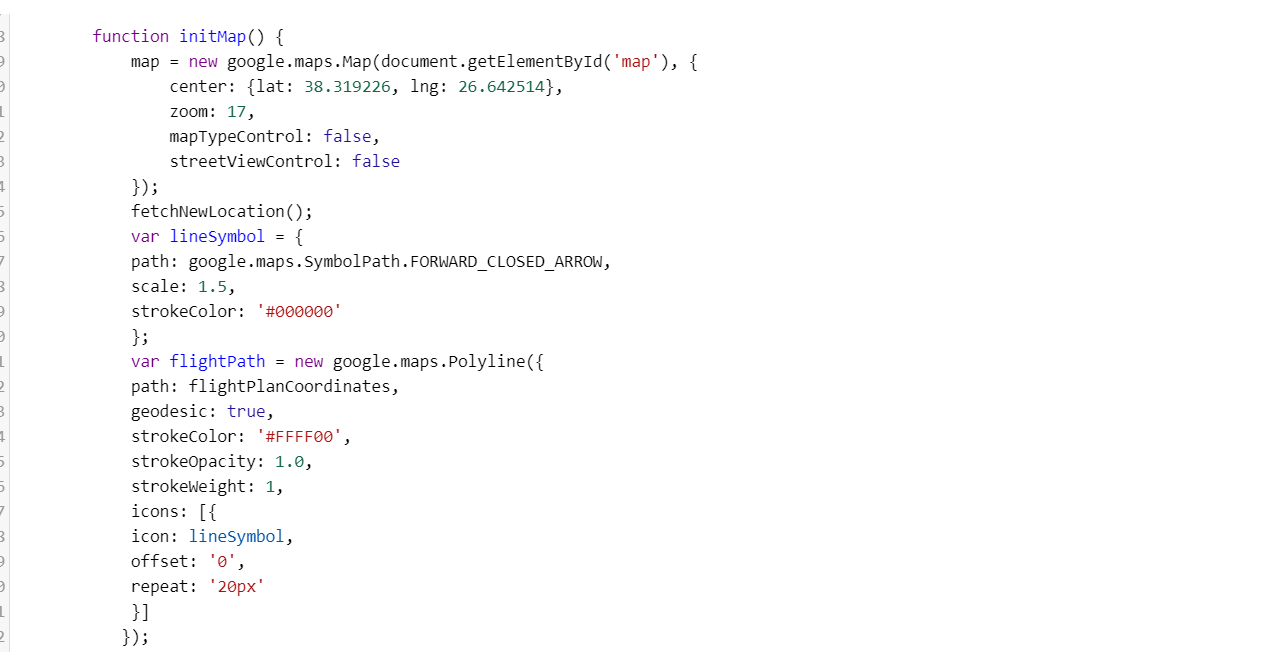 function initMap() {
map = new google.maps.Map(document.getElementById('map'), {
center: {lat: 38.319226, lng: 26.642514},
zoom: 17,
mapTypeControl: false,
streetViewControl: false
});
fetchNewLocation();
var lineSymbol = {
path: google.maps.SymbolPath.FORWARD_CLOSED_ARROW,
scale: 1.5,
strokeColor: '#000000'
};
var flightPath = new google.maps.Polyline({
path: flightPlanCoordinates,
geodesic: true,
strokeColor: '#FFFF00',
strokeOpacity: 1.0,
strokeWeight: 1,
icons: [{
icon: lineSymbol,
offset: '0',
repeat: '20px'
}]
});